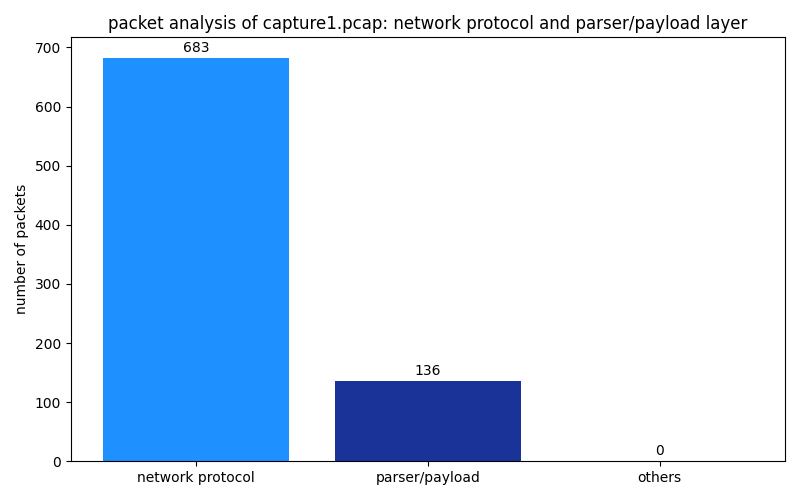 packet analysis of capture1.pcap: network protocol and parser/payload layer
number of packets
700
600
500
400
300
200
100
0
683
136
0
network protocol
parser/payload
others